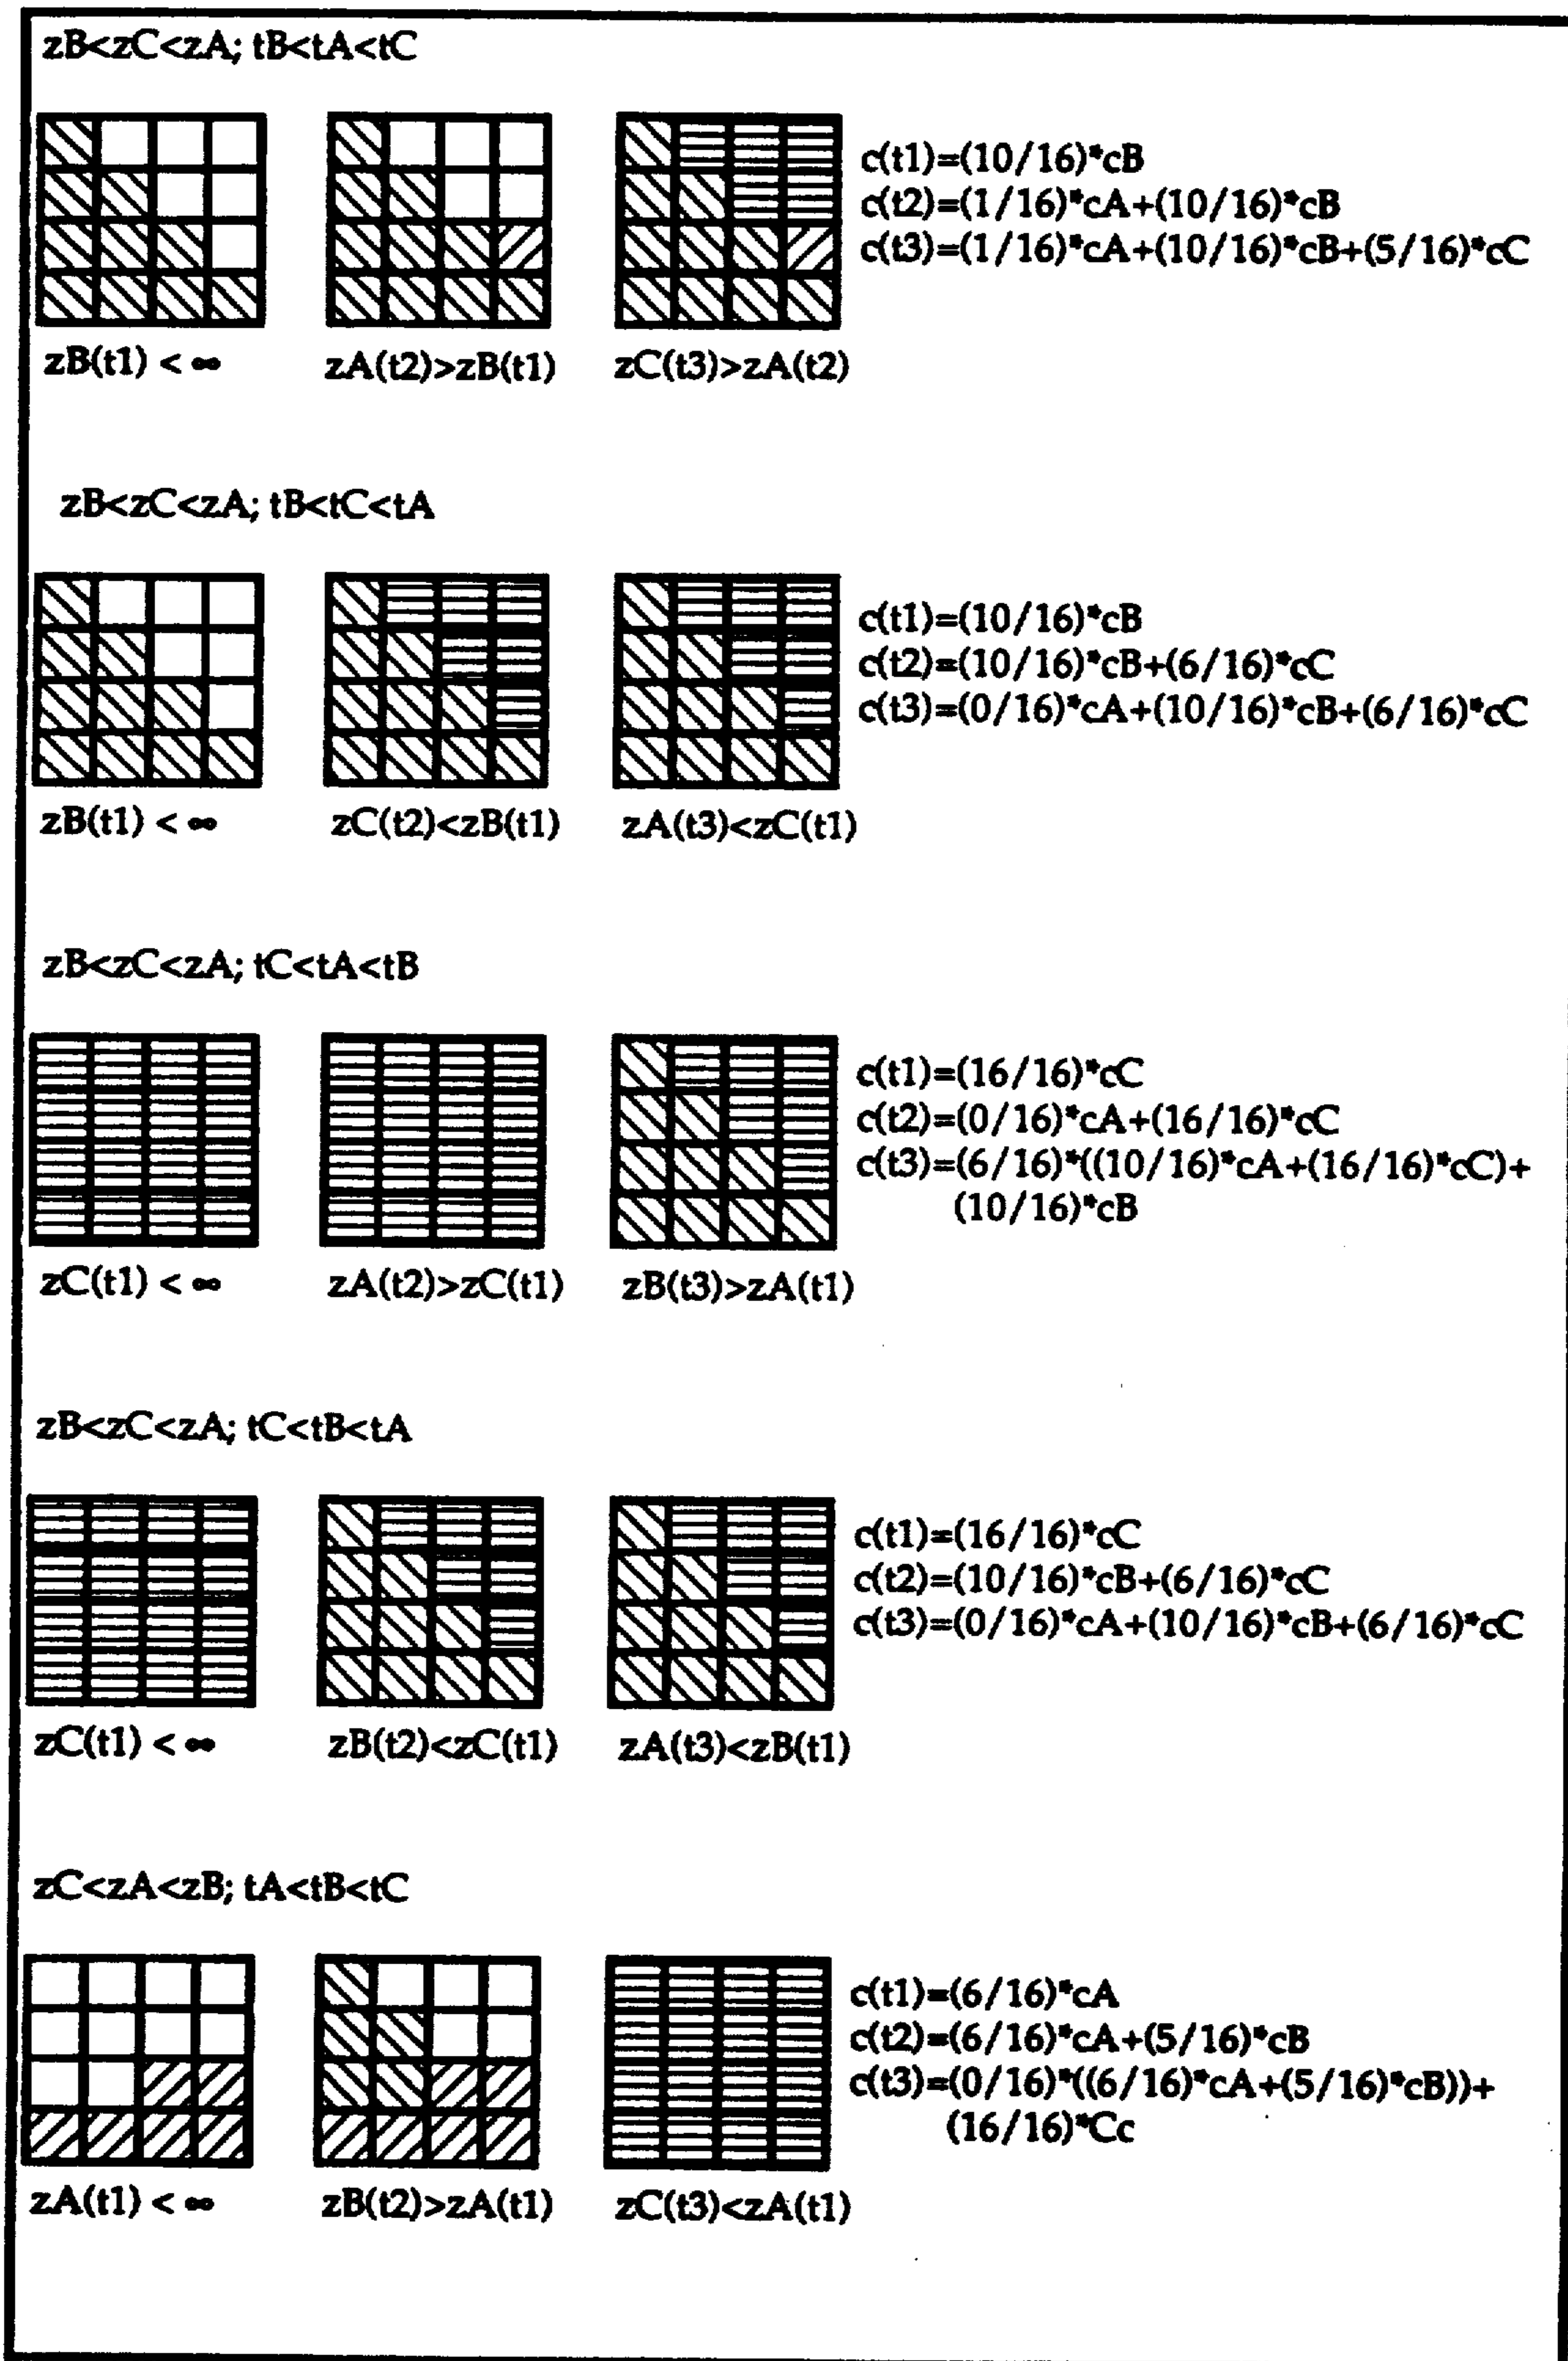 zB<zC<zA; tB<tA<tC
c(t1)=(10/16)*cB
c(t2)=(1/16)*cA+(10/16)*cB
c(t3)=(1/16)*cA+(10/16)*cB+(5/16)*cC
zB(t1) < ∞ zA(t2)>zB(t1) zC(t3)>zA(t2)
zB<zC<zA; tB<tC<tA
c(t1)=(10/16)*cB
c(t2)=(10/16)*cB+(6/16)*cC
c(t3)=(0/16)*cA+(10/16)*cB+(6/16)*cC
zB(t1) < ∞ zC(t2)<zB(t1) zA(t3)<zC(t1)
zB<zC<zA; tC<tA<tB
c(t1)=(16/16)*cC
c(t2)=(0/16)*cA+(16/16)*cC
c(t3)=(6/16)*((10/16)*cA+(16/16)*cC)+
(10/16)*cB
zC(t1) < ∞ zA(t2)>zC(t1) zB(t3)>zA(t1)
zB<zC<zA; tC<tB<tA
c(t1)=(16/16)*cC
c(t2)=(10/16)*cB+(6/16)*cC
c(t3)=(0/16)*cA+(10/16)*cB+(6/16)*cC
zC(t1) < ∞ zB(t2)<zC(t1) zA(t3)<zB(t1)
zC<zA<zB; tA<tB<tC
c(t1)=(6/16)*cA
c(t2)=(6/16)*cA+(5/16)*cB
c(t3)=(0/16)*((6/16)*cA+(5/16)*cB))+
(16/16)*Cc
zA(t1) < ∞ zB(t2)>zA(t1) zC(t3)<zA(t1)